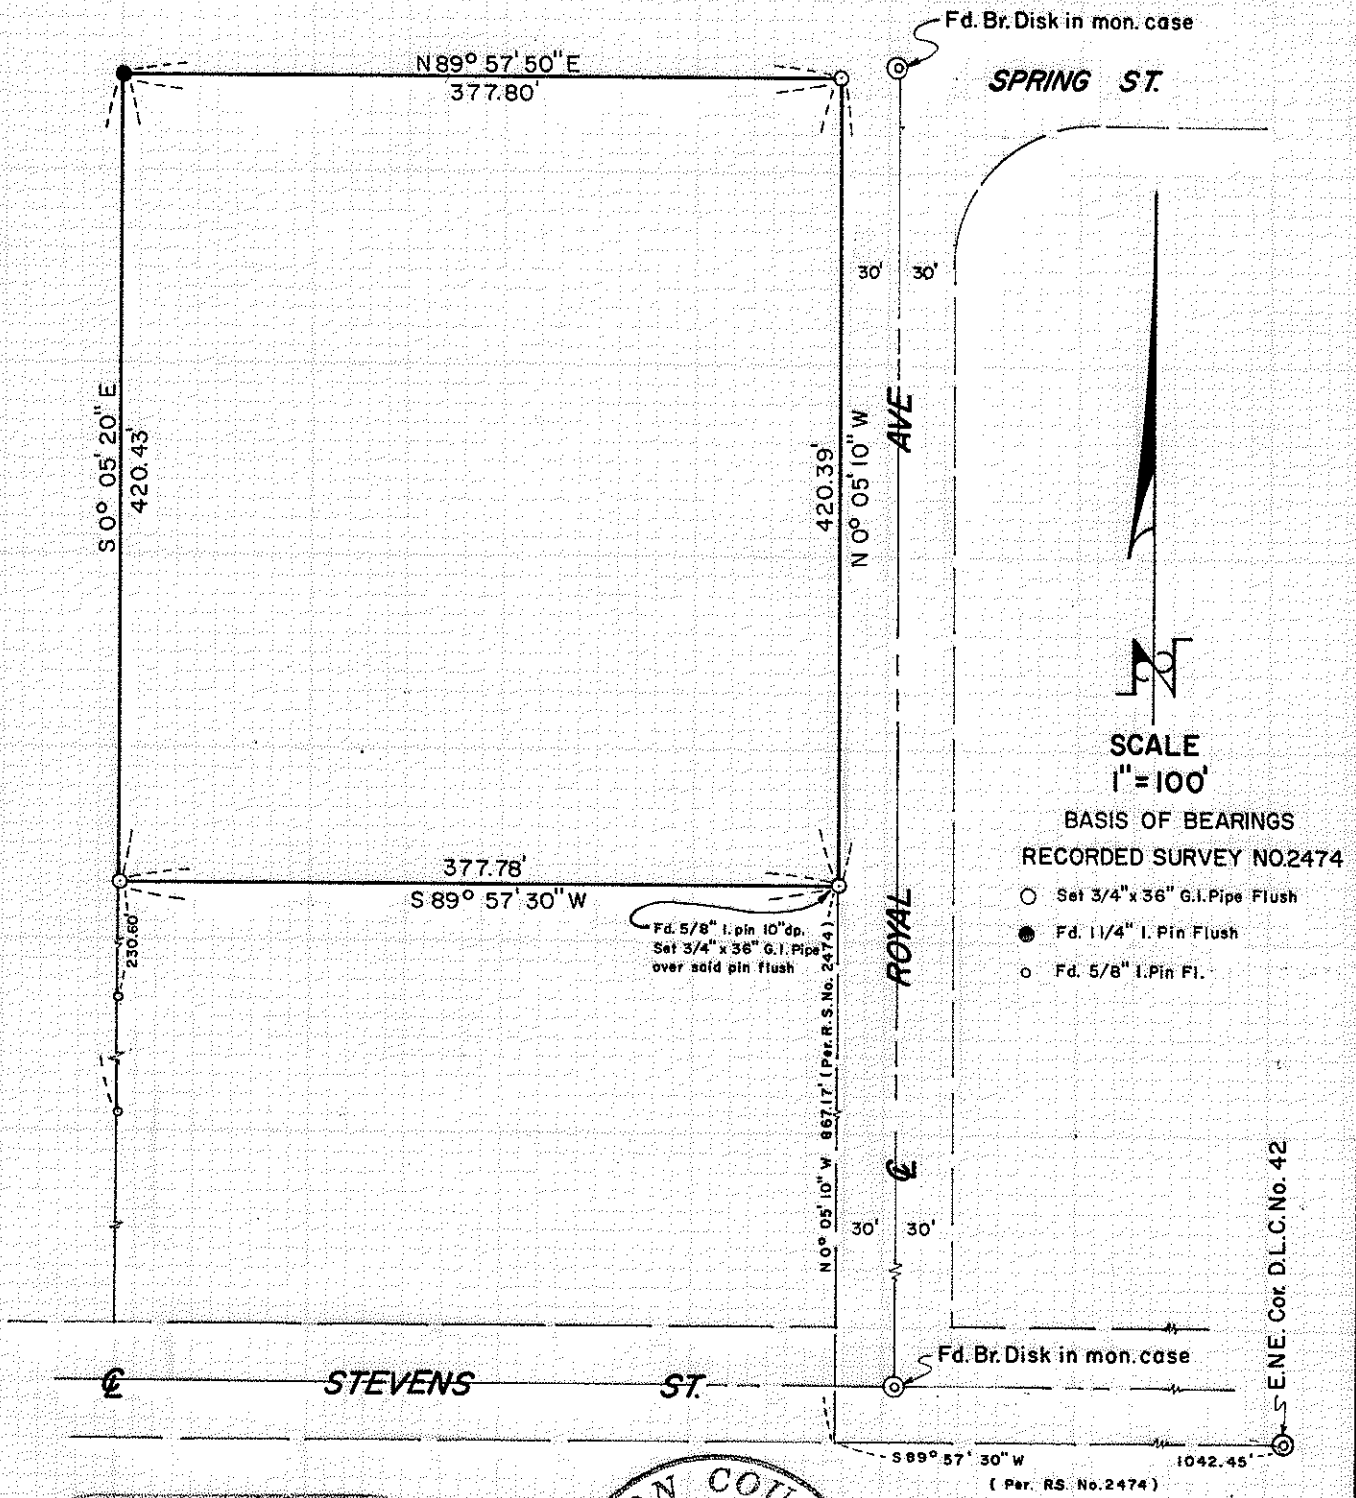 Fd. Br. Disk in mon. case
SPRING ST.
N 89° 57' 50" E
377.80'
30' 30'
S 0° 05' 20" E
420.43'
420.39'
N 0° 05' 10" W
ROYAL AVE
N
SCALE
1"=100'
BASIS OF BEARINGS
RECORDED SURVEY NO.2474
Set 3/4" x 36" G.I. Pipe Flush
Fd. 1 1/4" I. Pin Flush
Fd. 5/8" I. Pin Fl.
377.78'
S 89° 57' 30" W
Fd. 5/8" I. pin 10" dp.
Set 3/4" x 36" G.I. Pipe
over said pin flush
230.60'
N 0° 05' 10" W 867.17' (Per. R.S. No. 2474)
30' 30'
E.N.E. Cor. D.L.C. No. 42
Fd. Br. Disk in mon. case
STEVENS ST.
S 89° 57' 30" W 1042.45'
( Per. RS. No. 2474 )